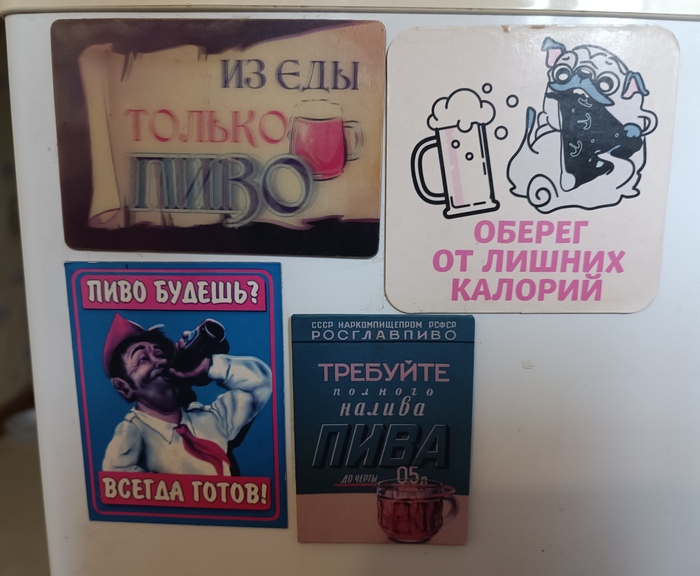 ИЗ ЕДЫ
ТОЛЬКО
ПИВО
ОБЕРЕГ
ОТ ЛИШНИХ
КАЛОРИЙ
ПИВО БУДЕШЬ?
ВСЕГДА ГОТОВ!
СССР НАРКОМПИЩЕПРОМ РСФСР
РОСГЛАВПИВО
ТРЕБУЙТЕ
полного
налива
ПИВА
ДО ЧЕРТЫ 0,5 л